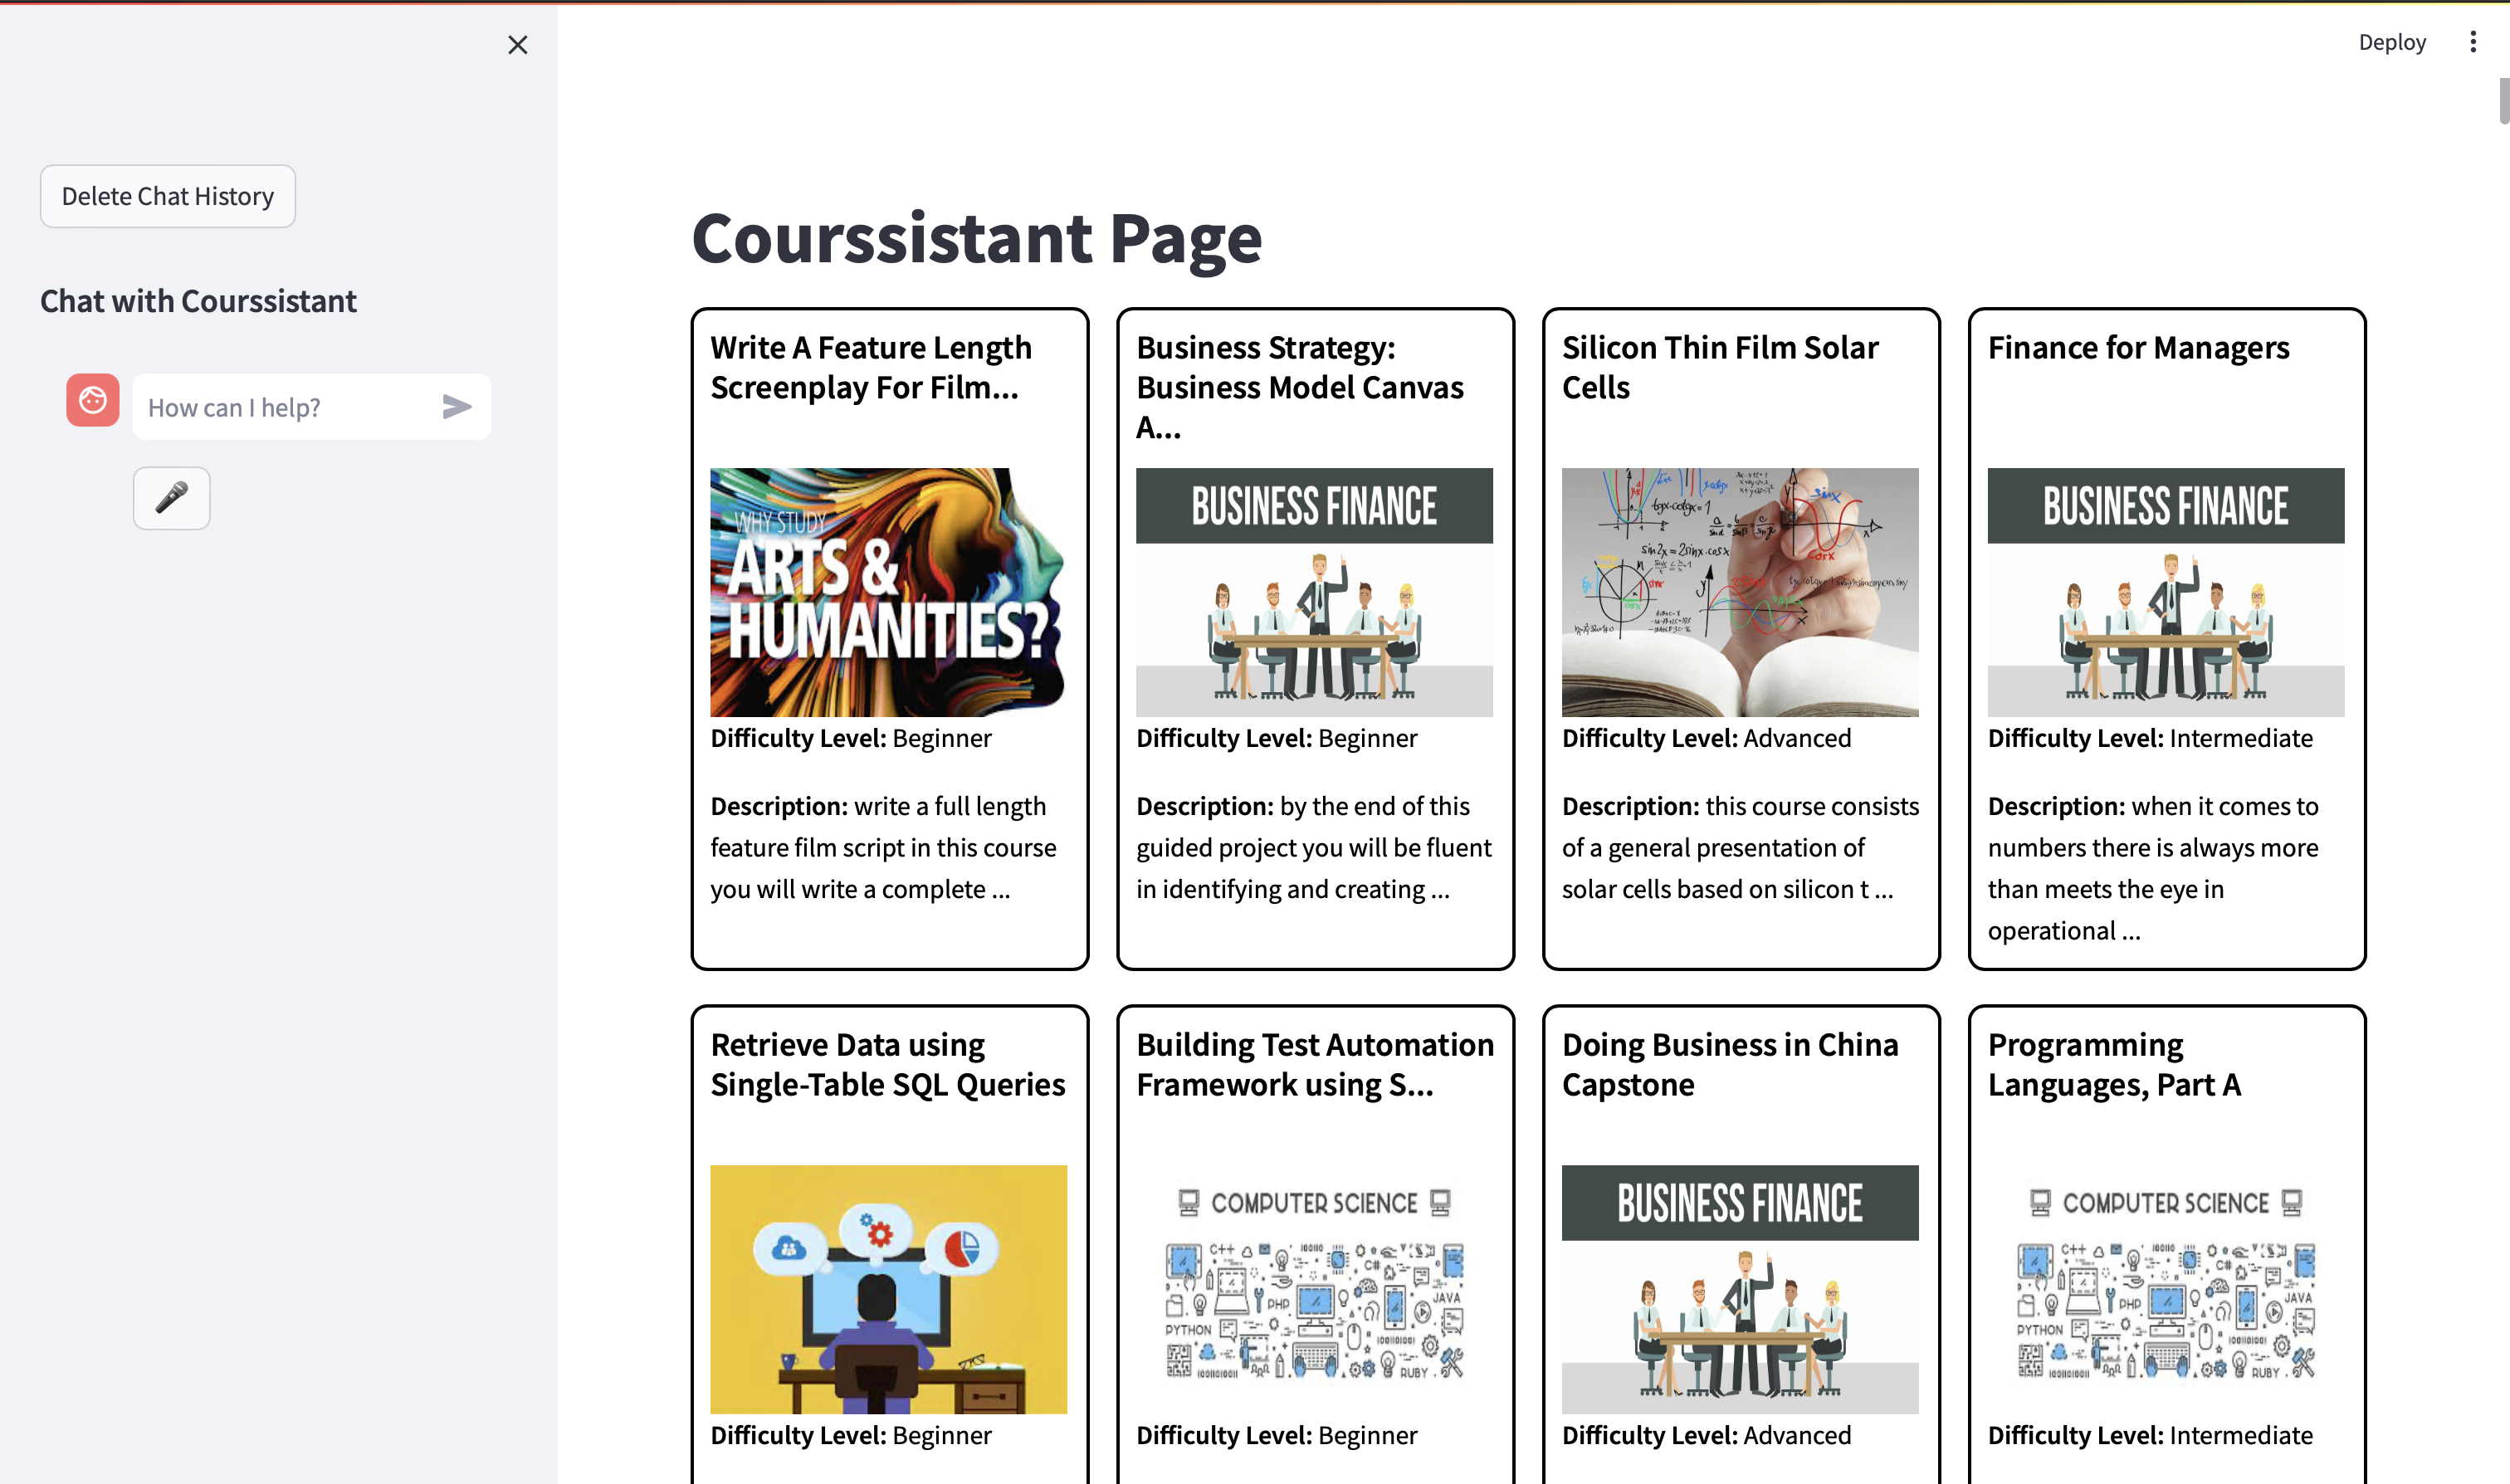 Deploy
Delete Chat History
Chat with Courssistant
How can I help?
Courssistant Page
Write A Feature Length
Screenplay For Film...
WHY STUDY
ARTS &
HUMANITIES?
Difficulty Level: Beginner
Description: write a full length
feature film script in this course
you will write a complete ...
Business Strategy:
Business Model Canvas
A...
BUSINESS FINANCE
Difficulty Level: Beginner
Description: by the end of this
guided project you will be fluent
in identifying and creating ...
Silicon Thin Film Solar
Cells
tgx·cotgx=1
sinx
cosx
sin2x=2sinx·cosx
Difficulty Level: Advanced
Description: this course consists
of a general presentation of
solar cells based on silicon t ...
Finance for Managers
BUSINESS FINANCE
Difficulty Level: Intermediate
Description: when it comes to
numbers there is always more
than meets the eye in
operational ...
Retrieve Data using
Single-Table SQL Queries
Difficulty Level: Beginner
Building Test Automation
Framework using S...
COMPUTER SCIENCE
C++
C#
PHP
JAVA
PYTHON
RUBY
Difficulty Level: Beginner
Doing Business in China
Capstone
BUSINESS FINANCE
Difficulty Level: Advanced
Programming
Languages, Part A
COMPUTER SCIENCE
C++
C#
PHP
JAVA
PYTHON
RUBY
Difficulty Level: Intermediate